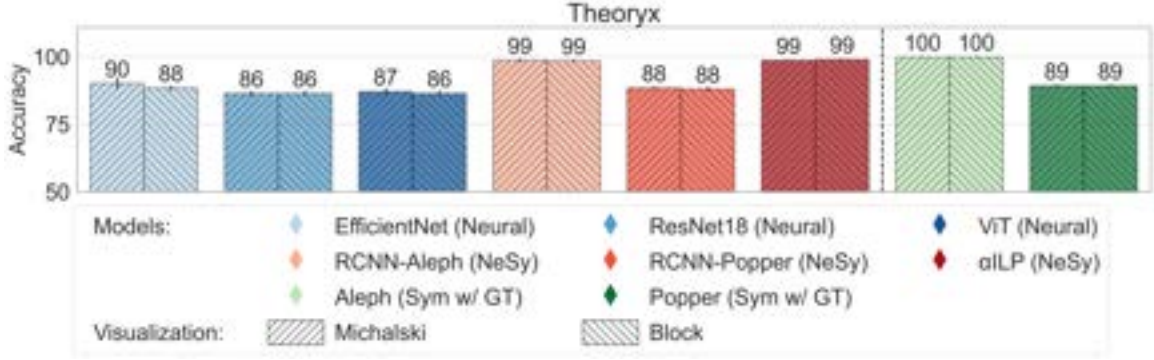 Theoryx
Accuracy
100
75
50
90 88 86 86 87 86 99 99 88 88 99 99 100 100 89 89
Models: EfficientNet (Neural) ResNet18 (Neural) ViT (Neural)
RCNN-Aleph (NeSy) RCNN-Popper (NeSy) αILP (NeSy)
Aleph (Sym w/ GT) Popper (Sym w/ GT)
Visualization: Michalski Block